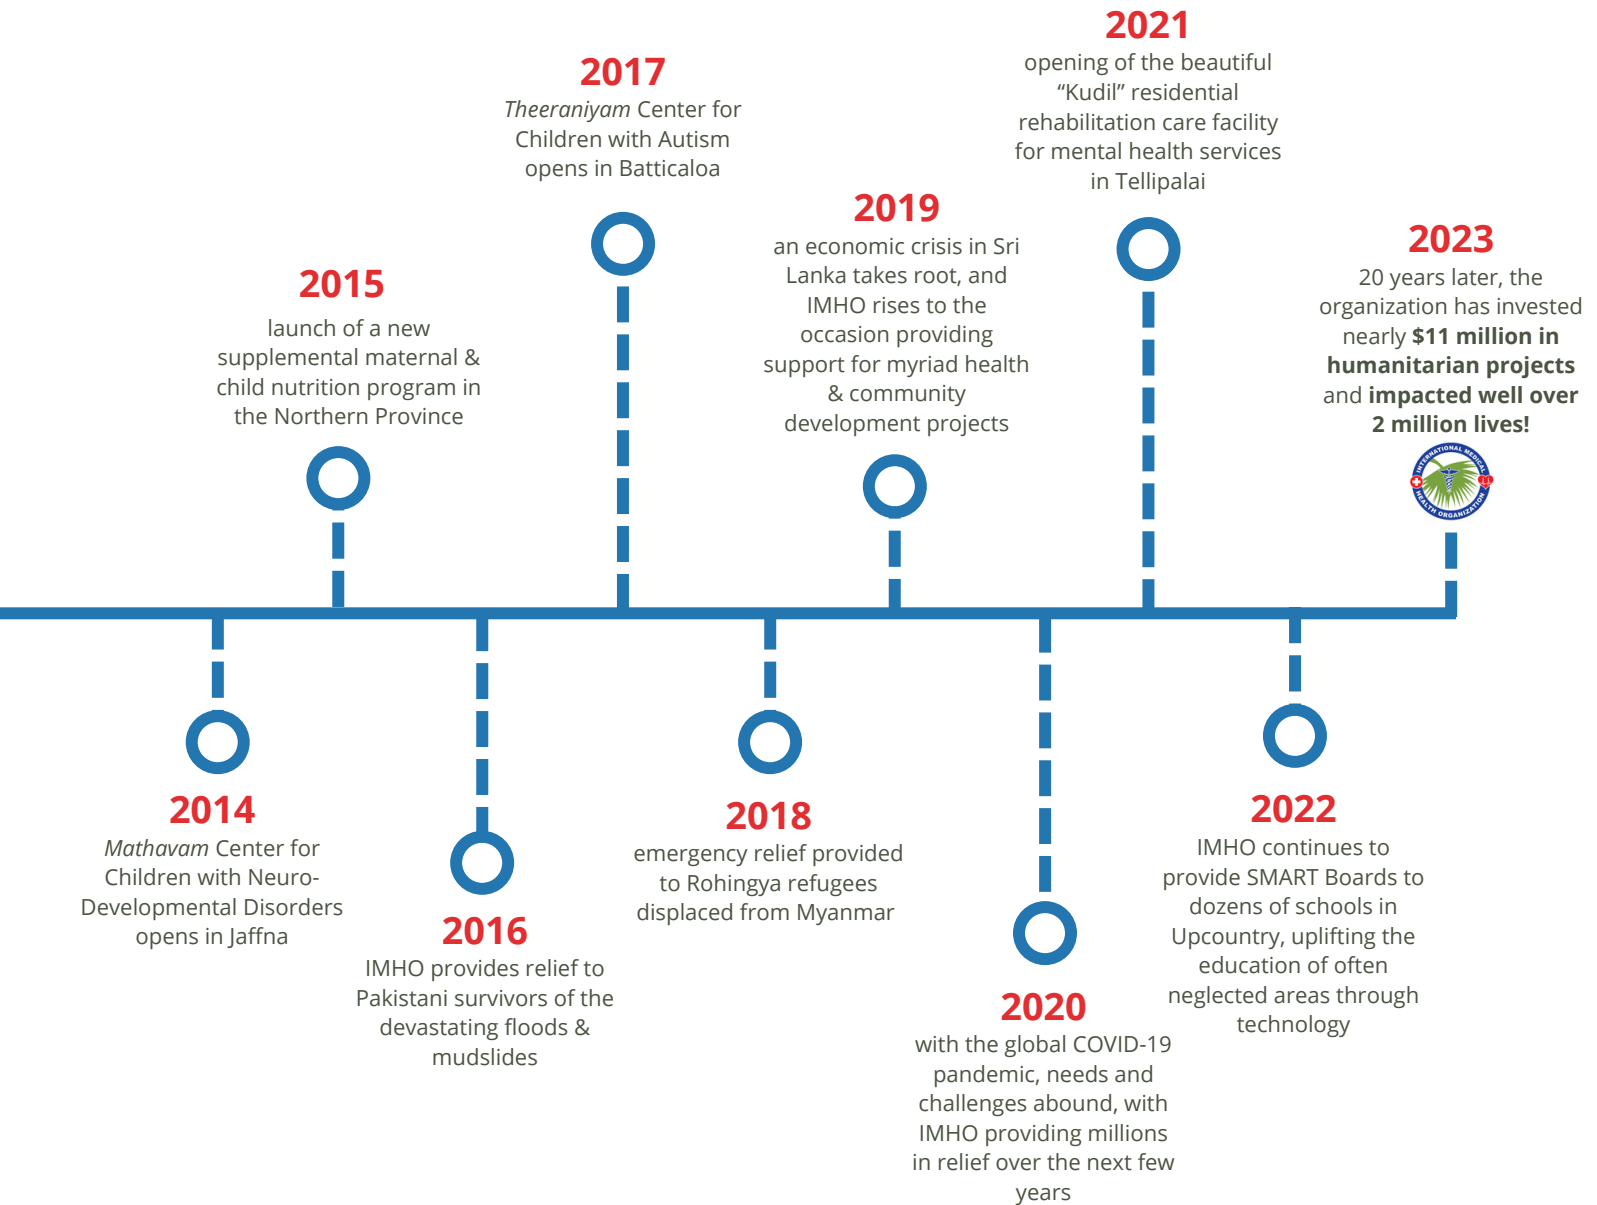 2021
opening of the beautiful
“Kudil” residential
rehabilitation care facility
for mental health services
in Tellipalai
2017
Theeraniyam Center for
Children with Autism
opens in Batticaloa
2019
an economic crisis in Sri
Lanka takes root, and
IMHO rises to the
occasion providing
support for myriad health
& community
development projects
2023
20 years later, the
organization has invested
nearly $11 million in
humanitarian projects
and impacted well over
2 million lives!
INTERNATIONAL MEDICAL
HEALTH ORGANIZATION
2015
launch of a new
supplemental maternal &
child nutrition program in
the Northern Province
2014
Mathavam Center for
Children with Neuro-
Developmental Disorders
opens in Jaffna
2016
IMHO provides relief to
Pakistani survivors of the
devastating floods &
mudslides
2018
emergency relief provided
to Rohingya refugees
displaced from Myanmar
2020
with the global COVID-19
pandemic, needs and
challenges abound, with
IMHO providing millions
in relief over the next few
years
2022
IMHO continues to
provide SMART Boards to
dozens of schools in
Upcountry, uplifting the
education of often
neglected areas through
technology